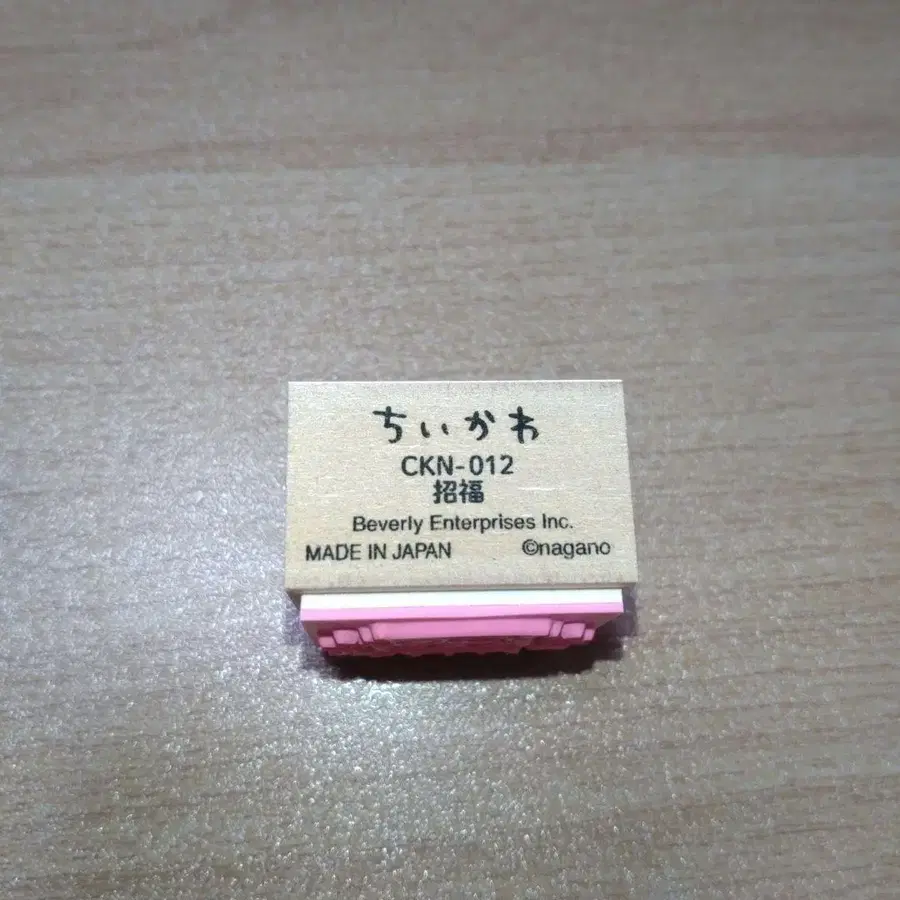 ちいかわ
CKN-012
招福
Beverly Enterprises Inc.
MADE IN JAPAN ©nagano